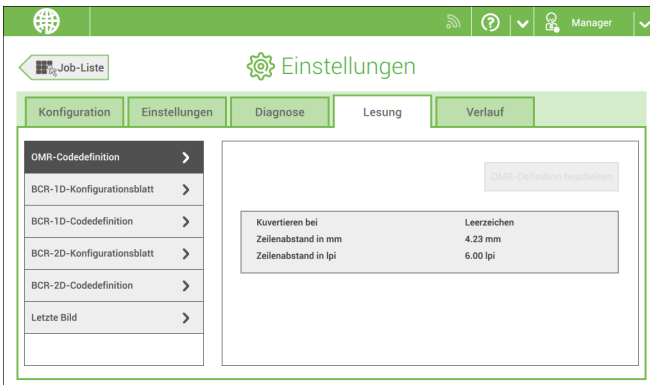 Manager
Job-Liste
Einstellungen
Konfiguration
Einstellungen
Diagnose
Lesung
Verlauf
OMR-Codedefinition
BCR-1D-Konfigurationsblatt
BCR-1D-Codedefinition
BCR-2D-Konfigurationsblatt
BCR-2D-Codedefinition
Letzte Bild
OMR-Definition bearbeiten
Kuvertieren bei Leerzeichen
Zeilenabstand in mm 4.23 mm
Zeilenabstand in lpi 6.00 lpi